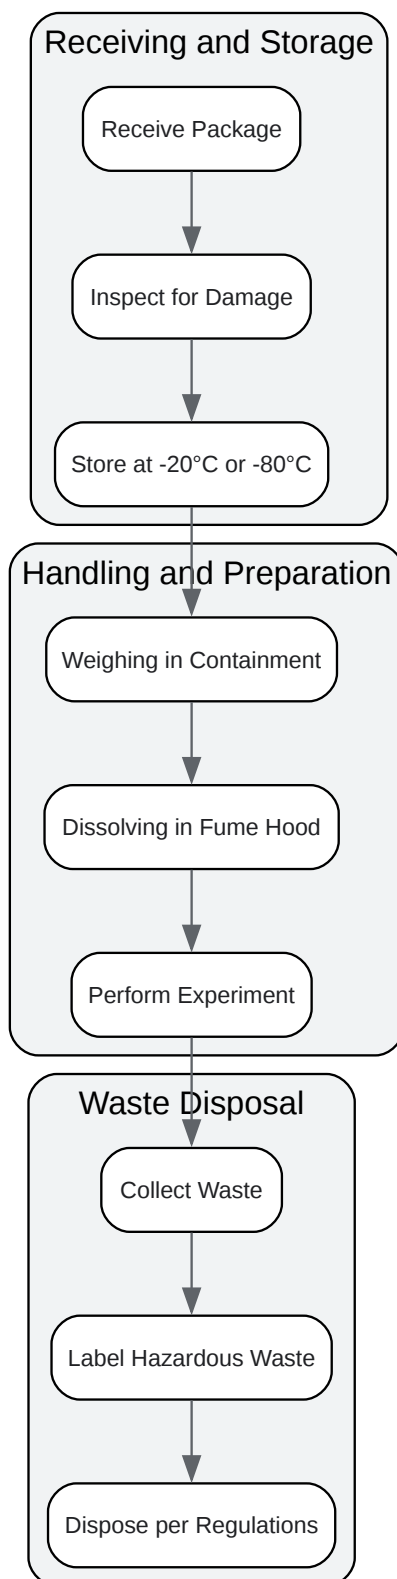 Receiving and Storage
Receive Package
Inspect for Damage
Store at -20°C or -80°C
Handling and Preparation
Weighing in Containment
Dissolving in Fume Hood
Perform Experiment
Waste Disposal
Collect Waste
Label Hazardous Waste
Dispose per Regulations